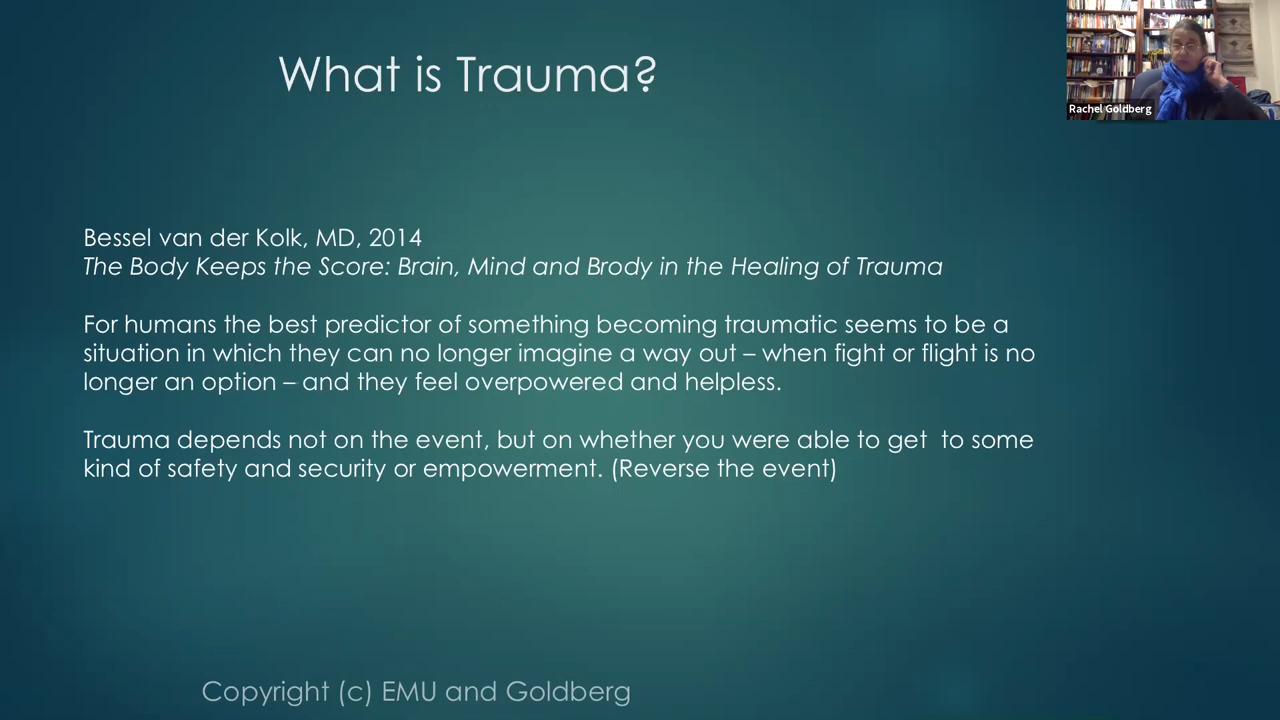 What is Trauma?
Rachel Goldberg
Bessel van der Kolk, MD, 2014
The Body Keeps the Score: Brain, Mind and Brody in the Healing of Trauma
For humans the best predictor of something becoming traumatic seems to be a
situation in which they can no longer imagine a way out – when fight or flight is no
longer an option – and they feel overpowered and helpless.
Trauma depends not on the event, but on whether you were able to get  to some
kind of safety and security or empowerment. (Reverse the event)
Copyright (c) EMU and Goldberg